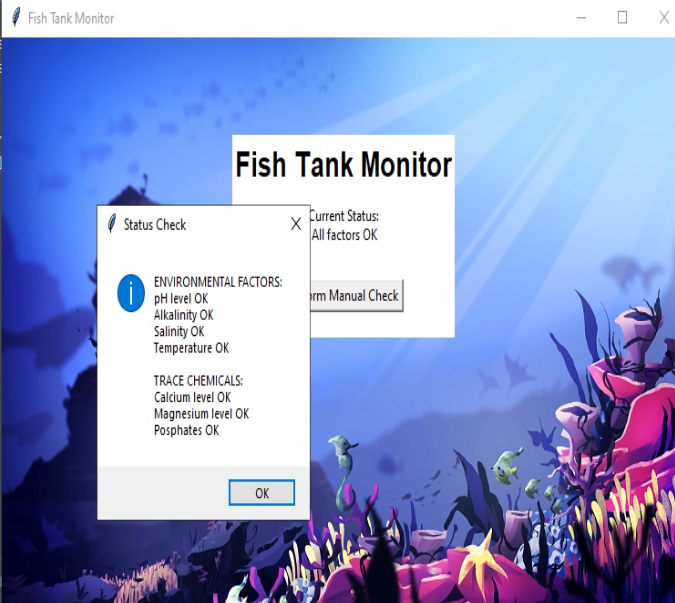 Fish Tank Monitor
Fish Tank Monitor
Current Status:
All factors OK
Manual Check
Status Check
ENVIRONMENTAL FACTORS:
pH level OK
Alkalinity OK
Salinity OK
Temperature OK
TRACE CHEMICALS:
Calcium level OK
Magnesium level OK
Posphates OK
OK